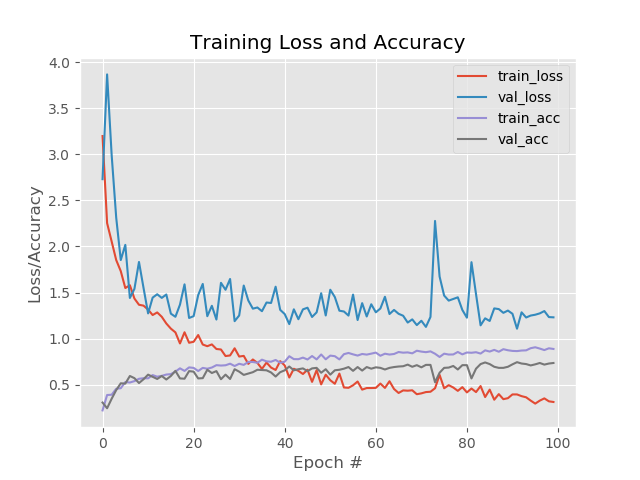 Training Loss and Accuracy
4.0
3.5
3.0
2.5
2.0
1.5
1.0
0.5
Loss/Accuracy
train_loss
val_loss
train_acc
val_acc
0 20 40 60 80 100
Epoch #